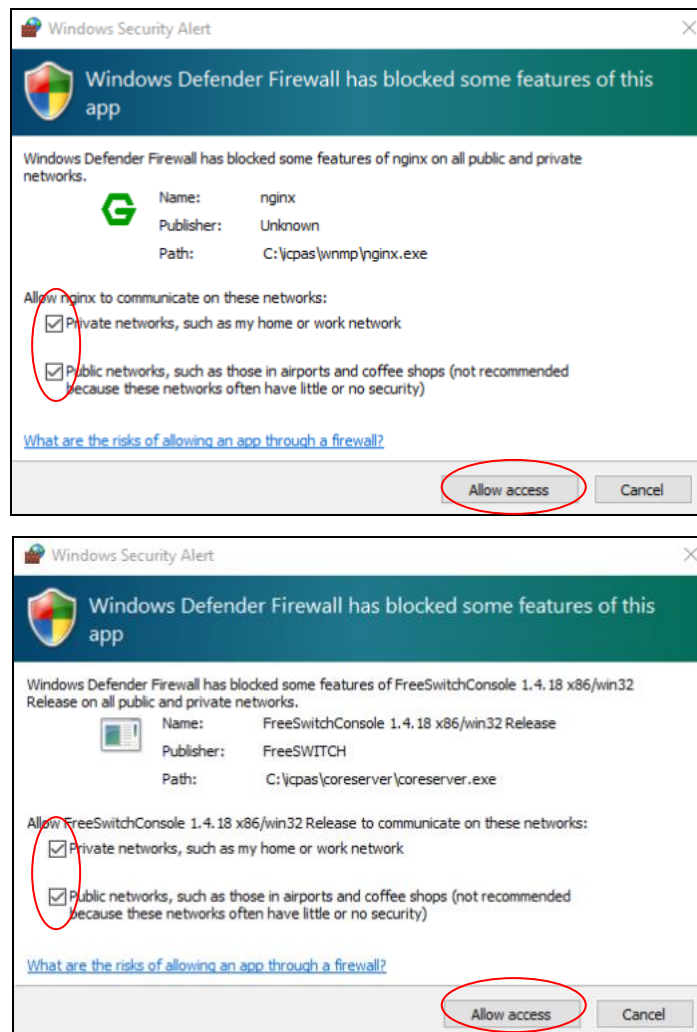 Windows Security Alert
Windows Defender Firewall has blocked some features of this
app
Windows Defender Firewall has blocked some features of nginx on all public and private
networks.
Name: nginx
Publisher: Unknown
Path: C:\icpas\wnmp\nginx.exe
Allow nginx to communicate on these networks:
Private networks, such as my home or work network
Public networks, such as those in airports and coffee shops (not recommended
because these networks often have little or no security)
What are the risks of allowing an app through a firewall?
Allow access Cancel
Windows Security Alert
Windows Defender Firewall has blocked some features of this
app
Windows Defender Firewall has blocked some features of FreeSwitchConsole 1.4.18 x86/win32
Release on all public and private networks.
Name: FreeSwitchConsole 1.4.18 x86/win32 Release
Publisher: FreeSWITCH
Path: C:\icpas\coreserver\coreserver.exe
Allow FreeSwitchConsole 1.4.18 x86/win32 Release to communicate on these networks:
Private networks, such as my home or work network
Public networks, such as those in airports and coffee shops (not recommended
because these networks often have little or no security)
What are the risks of allowing an app through a firewall?
Allow access Cancel